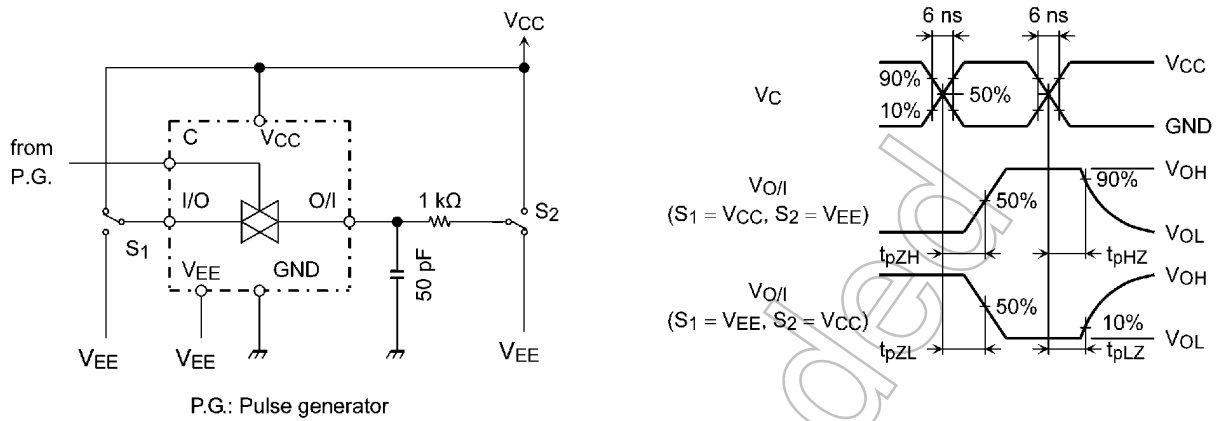 VCC
C
VCC
from
P.G.
I/O
O/I
1 kΩ
S1
S2
VEE
GND
50 pF
VEE
VEE
VEE
P.G.: Pulse generator
6 ns
6 ns
VC
90%
10%
50%
VCC
GND
VO/I
(S1 = VCC, S2 = VEE)
50%
90%
VOH
VOL
tpZH
tpHZ
VO/I
(S1 = VEE, S2 = VCC)
50%
10%
VOH
VOL
tpZL
tpLZ
ded